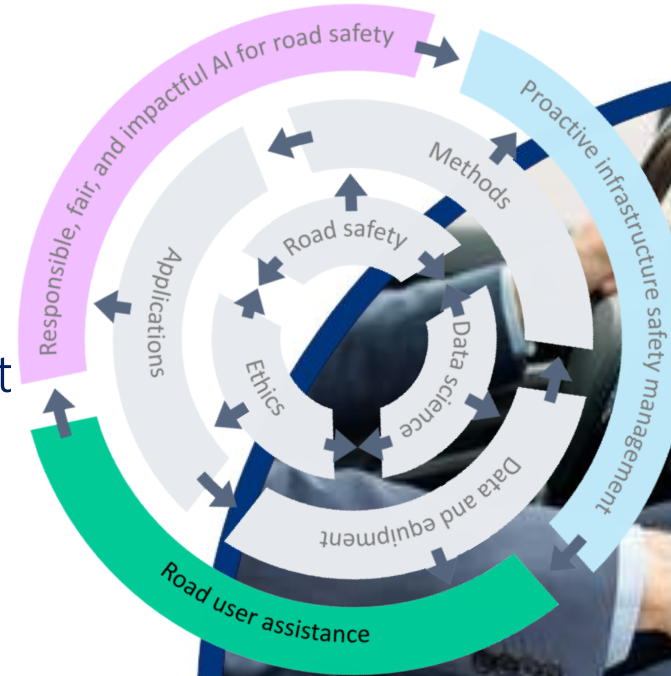 Responsible, fair, and impactful AI for road safety
Proactive infrastructure safety management
Methods
Road safety
Applications
Ethics
Data science
Data and equipment
Road user assistance
t